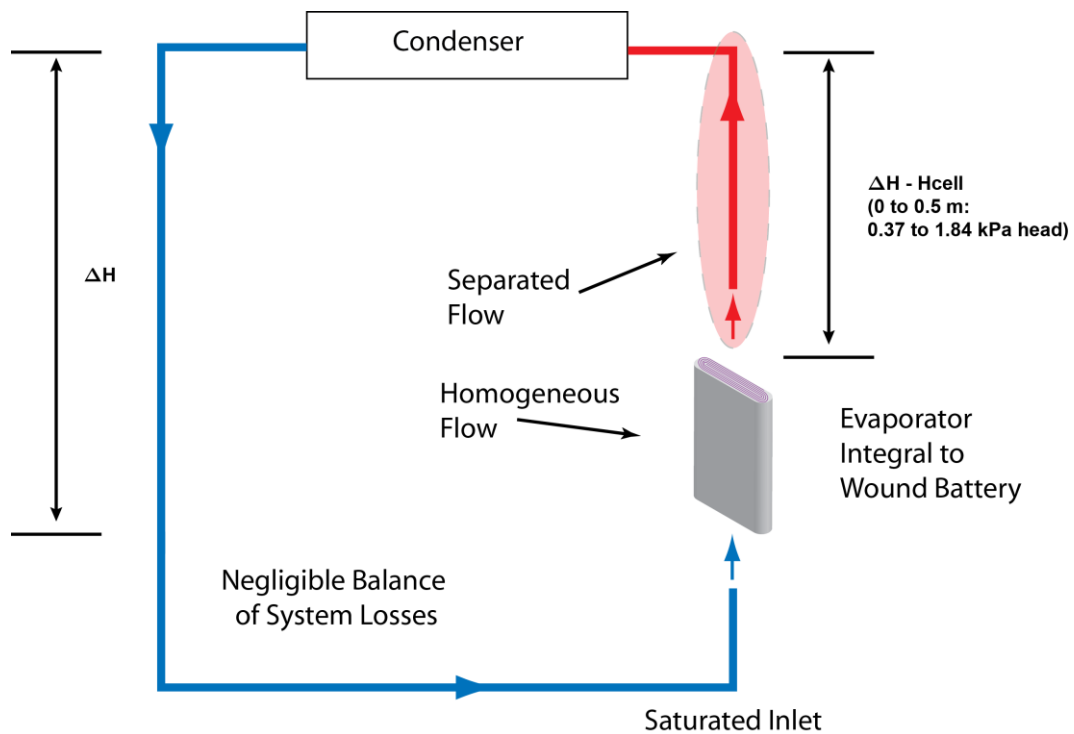 Condenser
ΔH
ΔH - Hcell
(0 to 0.5 m:
0.37 to 1.84 kPa head)
Separated
Flow
Homogeneous
Flow
Evaporator
Integral to
Wound Battery
Negligible Balance
of System Losses
Saturated Inlet